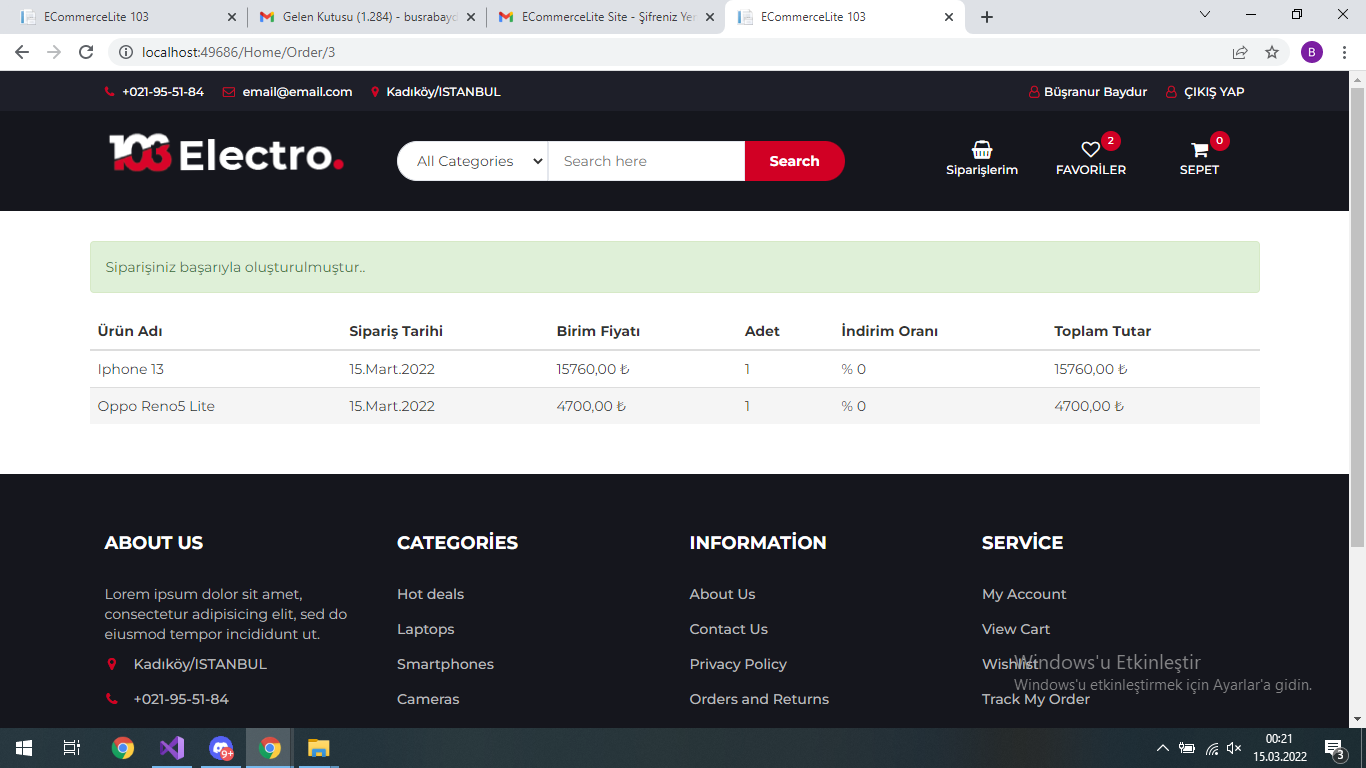 ECommerceLite 103
Gelen Kutusu (1.284) - busrabayd
ECommerceLite Site - Şifreniz Yer
ECommerceLite 103
localhost:49686/Home/Order/3
B
+021-95-51-84
email@email.com
Kadıköy/ISTANBUL
Büşranur Baydur
ÇIKIŞ YAP
103 Electro.
All Categories
Search here
Search
Siparişlerim
2
FAVORİLER
0
SEPET
Siparişiniz başarıyla oluşturulmuştur..
Ürün Adı Sipariş Tarihi Birim Fiyatı Adet İndirim Oranı Toplam Tutar
Iphone 13 15.Mart.2022 15760,00 ₺ 1 % 0 15760,00 ₺
Oppo Reno5 Lite 15.Mart.2022 4700,00 ₺ 1 % 0 4700,00 ₺
ABOUT US
Lorem ipsum dolor sit amet,
consectetur adipisicing elit, sed do
eiusmod tempor incididunt ut.
Kadıköy/ISTANBUL
+021-95-51-84
CATEGORİES
Hot deals
Laptops
Smartphones
Cameras
INFORMATİON
About Us
Contact Us
Privacy Policy
Orders and Returns
SERVİCE
My Account
View Cart
Wishlist
Track My Order
Windows'u Etkinleştir
Windows'u etkinleştirmek için Ayarlar'a gidin.
9+
00:21
15.03.2022
3